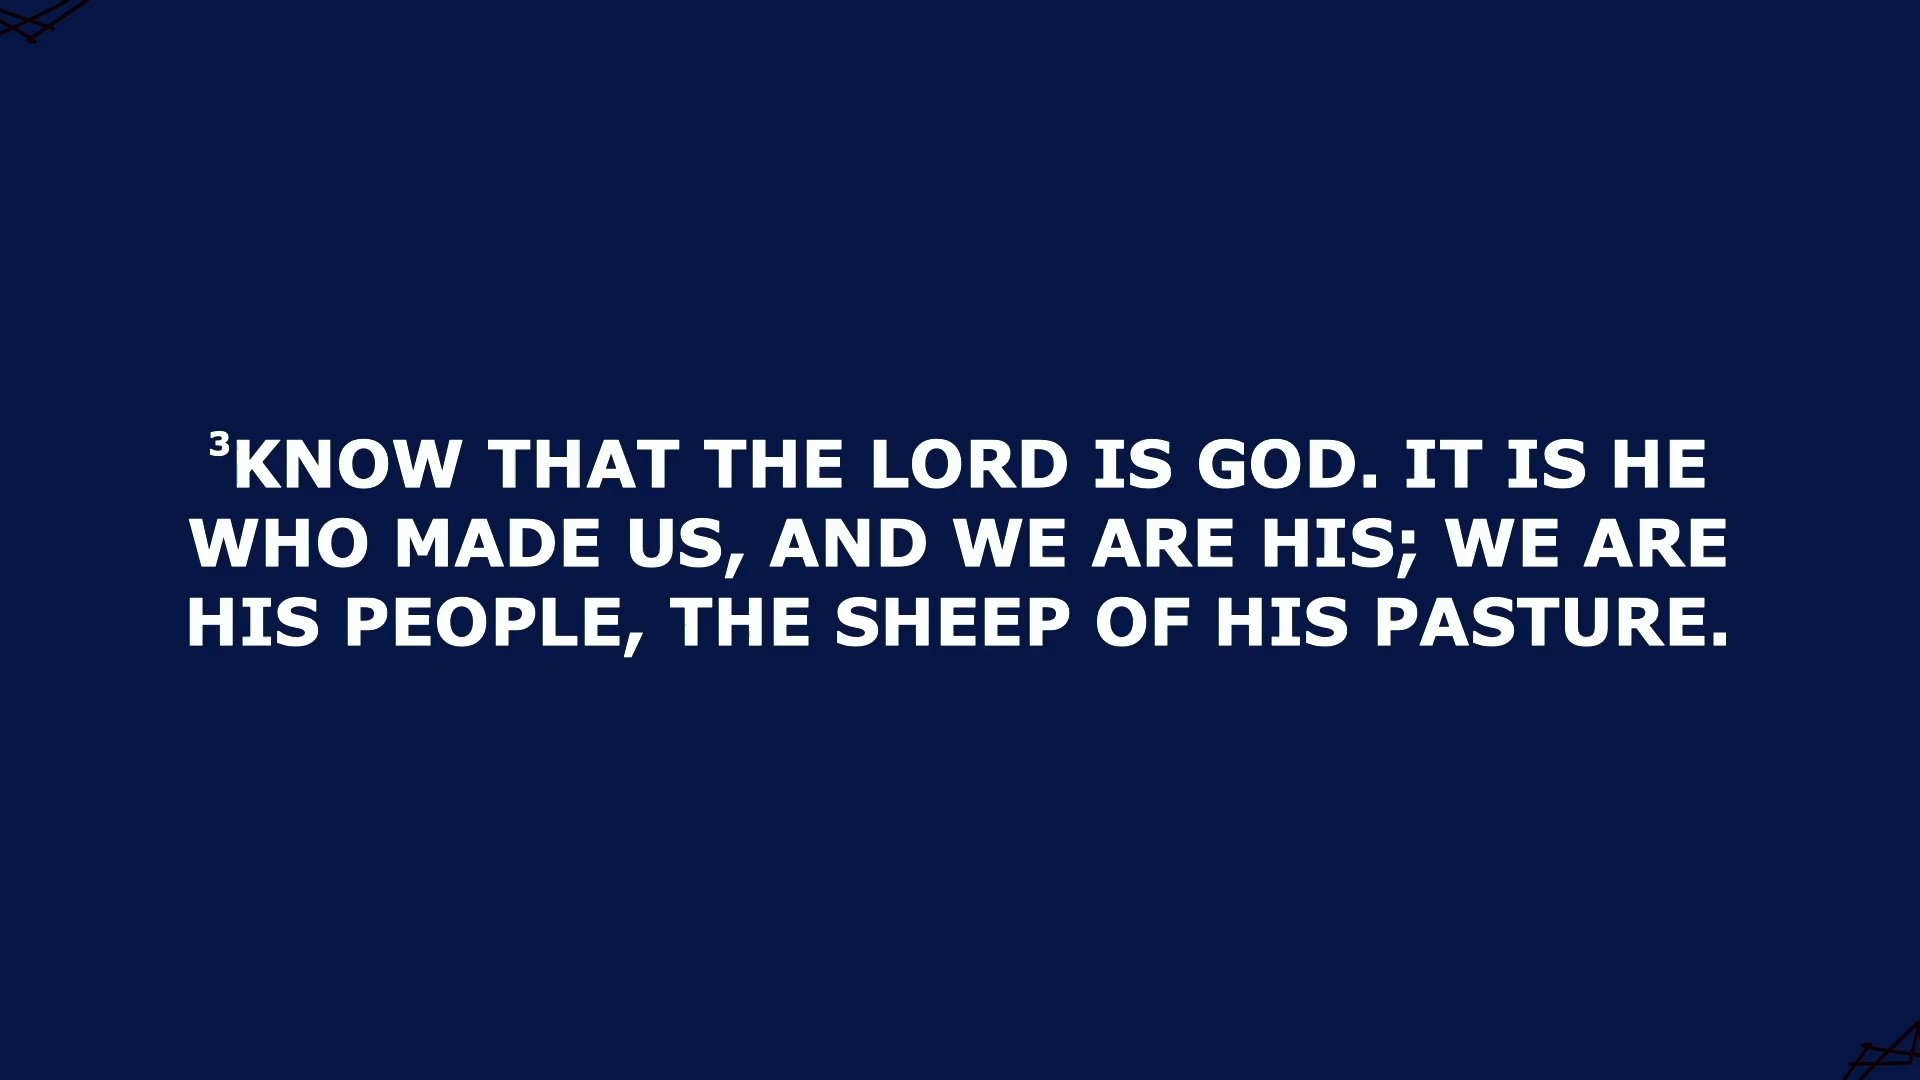 ³KNOW THAT THE LORD IS GOD. IT IS HE
WHO MADE US, AND WE ARE HIS; WE ARE
HIS PEOPLE, THE SHEEP OF HIS PASTURE.